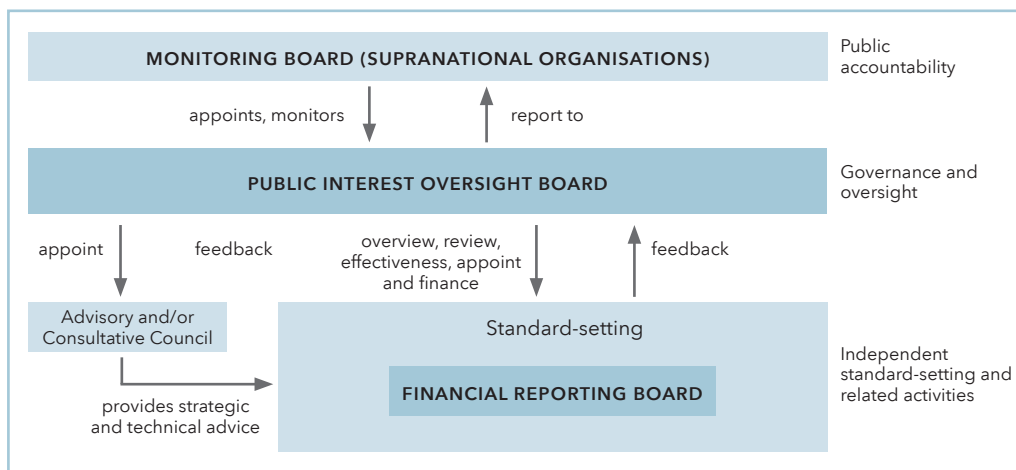 MONITORING BOARD (SUPRANATIONAL ORGANISATIONS)
Public
accountability
appoints, monitors
report to
PUBLIC INTEREST OVERSIGHT BOARD
Governance and
oversight
appoint
feedback
overview, review,
effectiveness, appoint
and finance
feedback
Advisory and/or
Consultative Council
Standard-setting
FINANCIAL REPORTING BOARD
Independent
standard-setting and
related activities
provides strategic
and technical advice